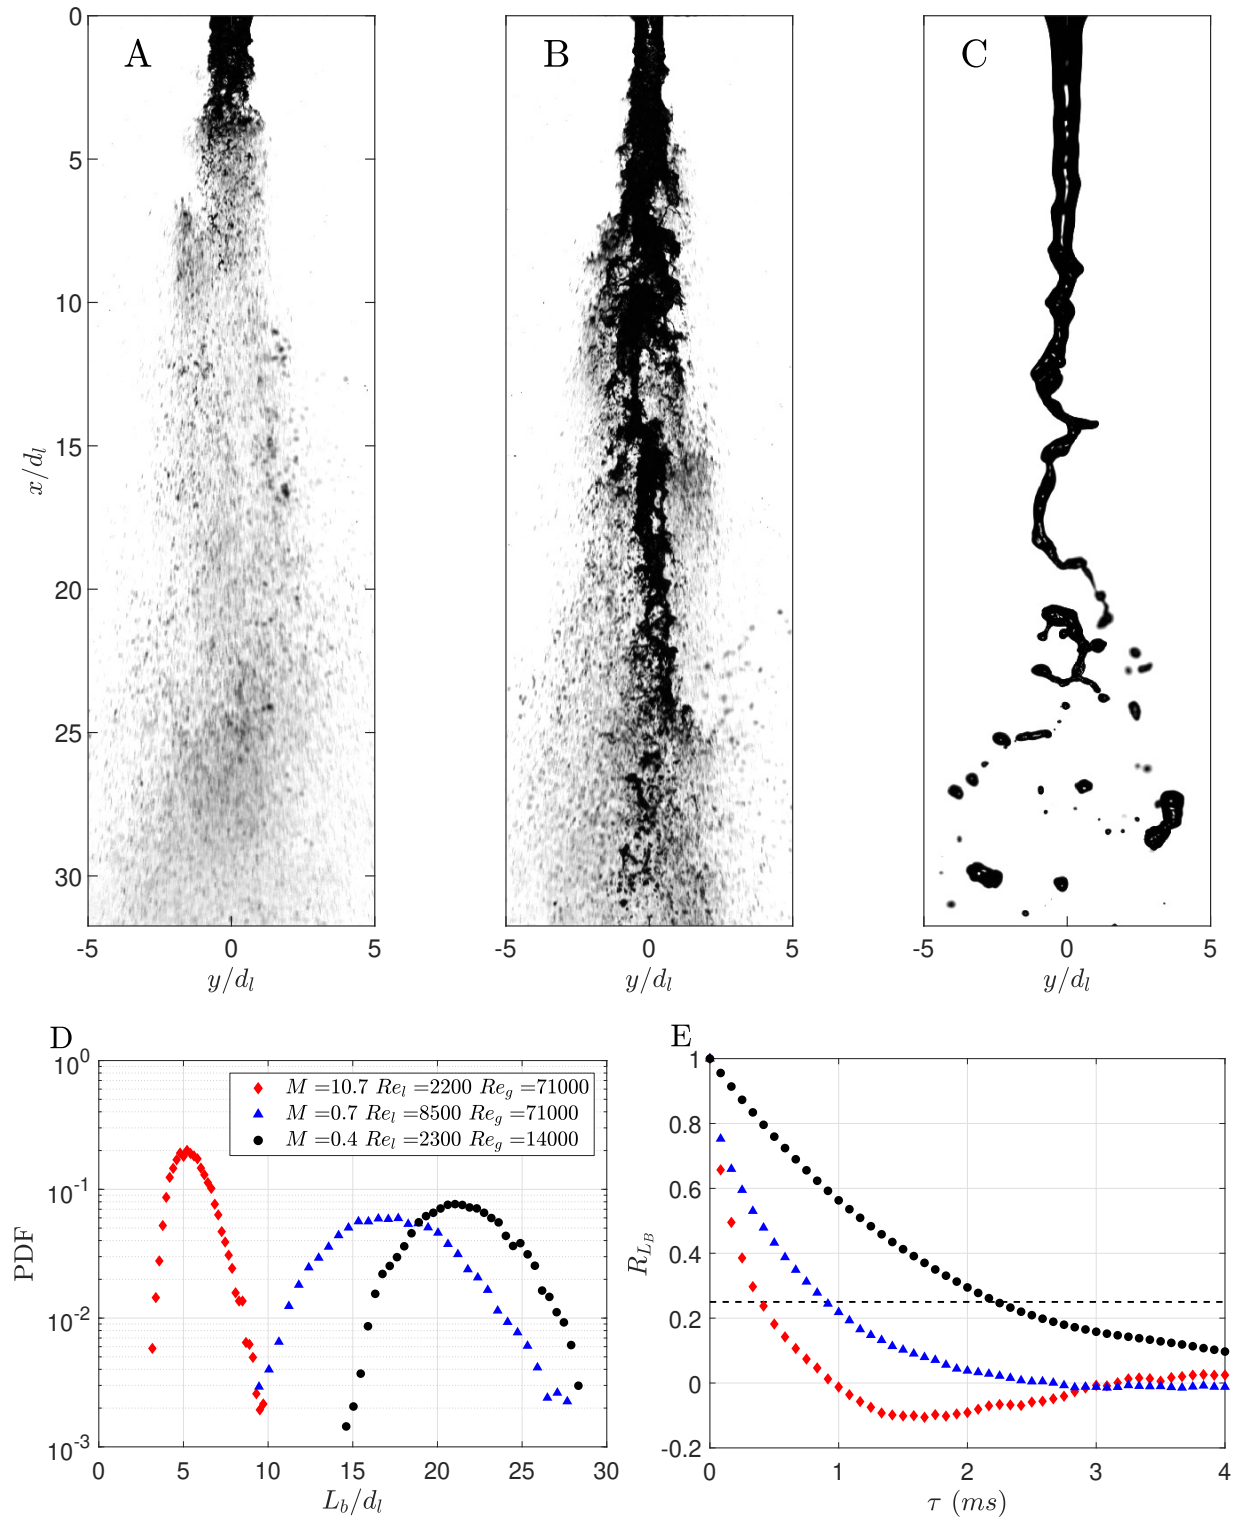 A
B
C
0
5
10
15
20
25
30
x/d_l
-5 0 5
-5 0 5
-5 0 5
y/d_l
y/d_l
y/d_l
D
10^0
10^-1
10^-2
10^-3
PDF
M =10.7 Re_l =2200 Re_g =71000
M =0.7 Re_l =8500 Re_g =71000
M =0.4 Re_l =2300 Re_g =14000
0 5 10 15 20 25 30
L_b/d_l
E
1
0.8
0.6
0.4
0.2
0
-0.2
R_{L_B}
0 1 2 3 4
τ (ms)